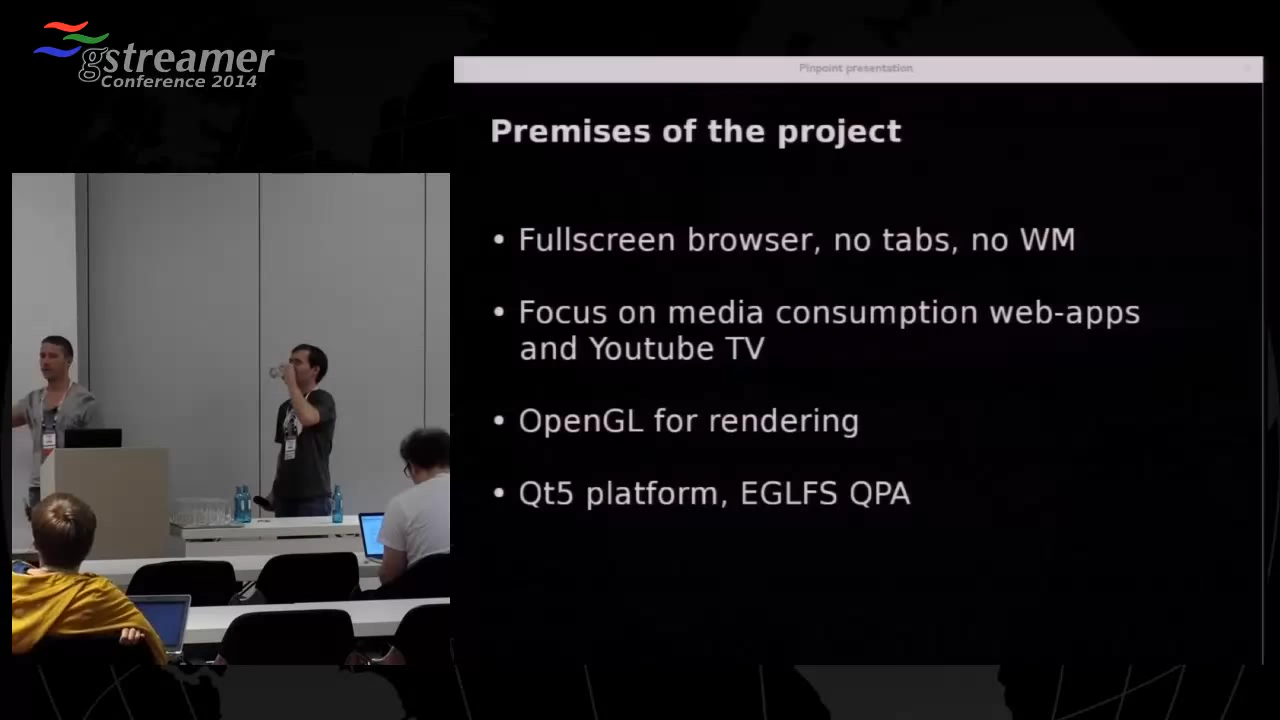 gstreamer
Conference 2014
Pinpoint presentation
Premises of the project
• Fullscreen browser, no tabs, no WM
• Focus on media consumption web-apps
and Youtube TV
• OpenGL for rendering
• Qt5 platform, EGLFS QPA